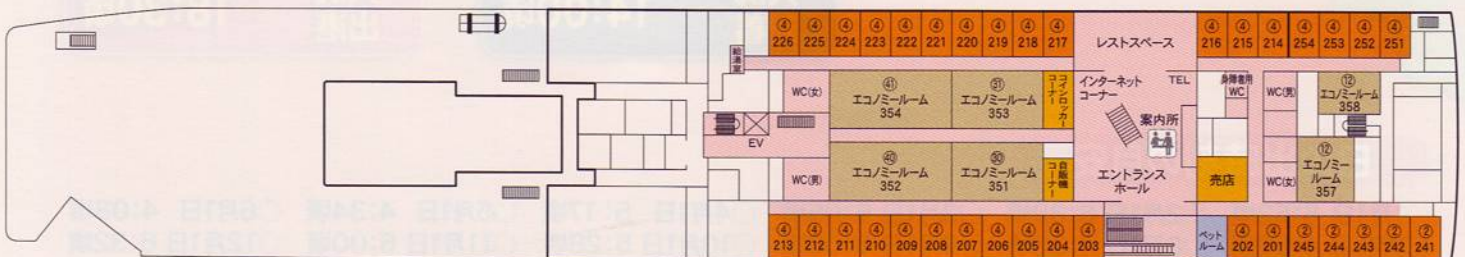 ④ ④ ④ ④ ④ ④ ④ ④ ④ ④
226 225 224 223 222 221 220 219 218 217
レストスペース
④ ④ ④ ④ ④ ④ ④
216 215 214 254 253 252 251
給湯室
WC(女)
㊶
エコノミールーム
354
㉛
エコノミールーム
353
コインロッカー
コーナー
インターネット
コーナー
TEL
身障者用
WC
WC(男)
⑫
エコノミールーム
358
案内所
EV
WC(男)
㊵
エコノミールーム
352
㉚
エコノミールーム
351
自販機
コーナー
エントランス
ホール
売店
WC(女)
⑫
エコノミー
ルーム
357
④ ④ ④ ④ ④ ④ ④ ④ ④ ④ ④
213 212 211 210 209 208 207 206 205 204 203
ペット
ルーム
④ ④ ② ② ② ② ②
202 201 245 244 243 242 241